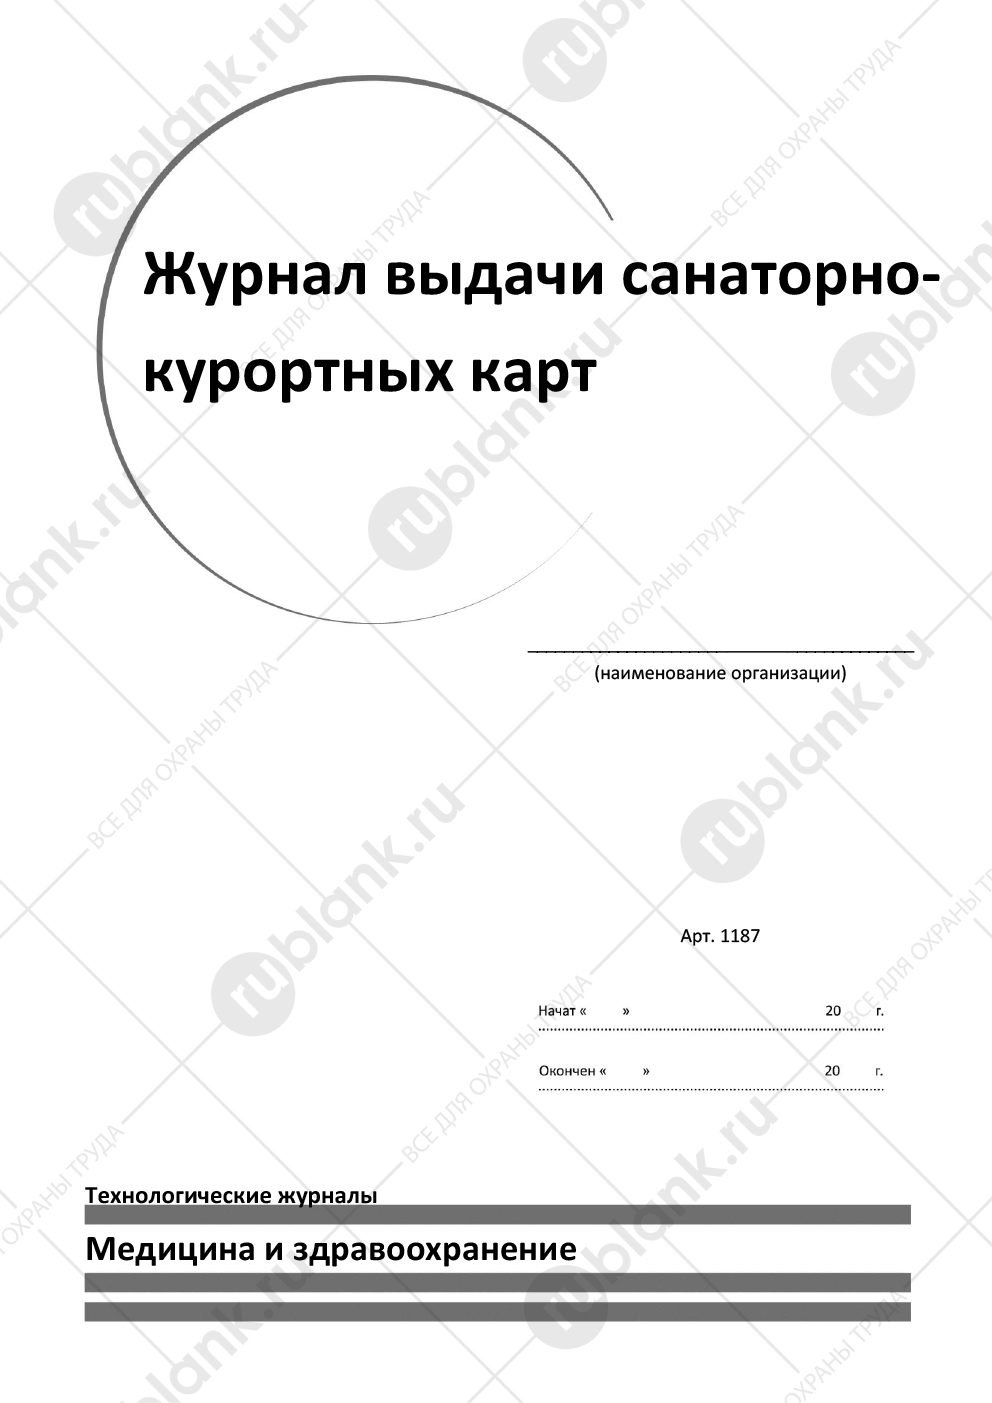 Журнал выдачи санаторно-
курортных карт
(наименование организации)
Арт. 1187
Начат « » 20 г.
Окончен « » 20 г.
Технологические журналы
Медицина и здравоохранение
rublank.ru
ВСЕ ДЛЯ ОХРАНЫ ТРУДА